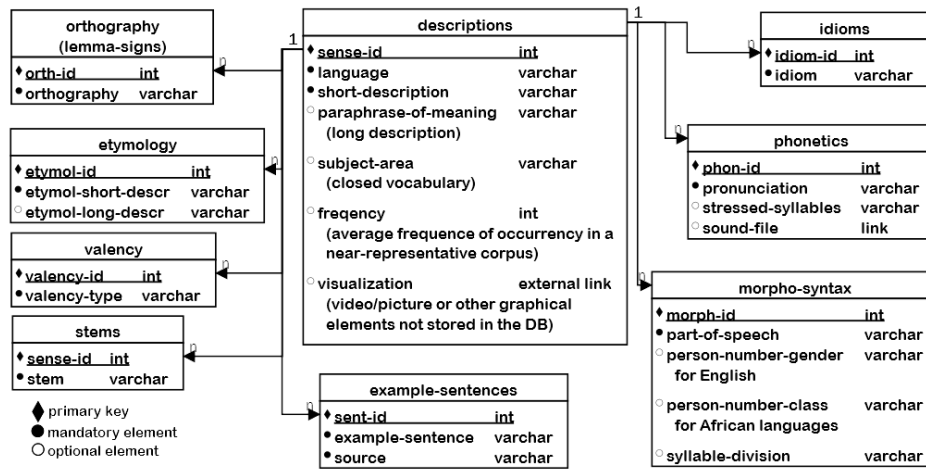 orthography
(lemma-signs)
orth-id int
orthography varchar
etymology
etymol-id int
etymol-short-descr varchar
etymol-long-descr varchar
valency
valency-id int
valency-type varchar
stems
sense-id int
stem varchar
primary key
mandatory element
optional element
descriptions
sense-id int
language varchar
short-description varchar
paraphrase-of-meaning varchar
(long description)
subject-area varchar
(closed vocabulary)
freqency int
(average frequence of occurrency in a
near-representative corpus)
visualization external link
(video/picture or other graphical
elements not stored in the DB)
example-sentences
sent-id int
example-sentence varchar
source varchar
idioms
idiom-id int
idiom varchar
phonetics
phon-id int
pronunciation varchar
stressed-syllables varchar
sound-file link
morpho-syntax
morph-id int
part-of-speech varchar
person-number-gender varchar
for English
person-number-class varchar
for African languages
syllable-division varchar
1
1
n
n
n
n
n
n
n
n